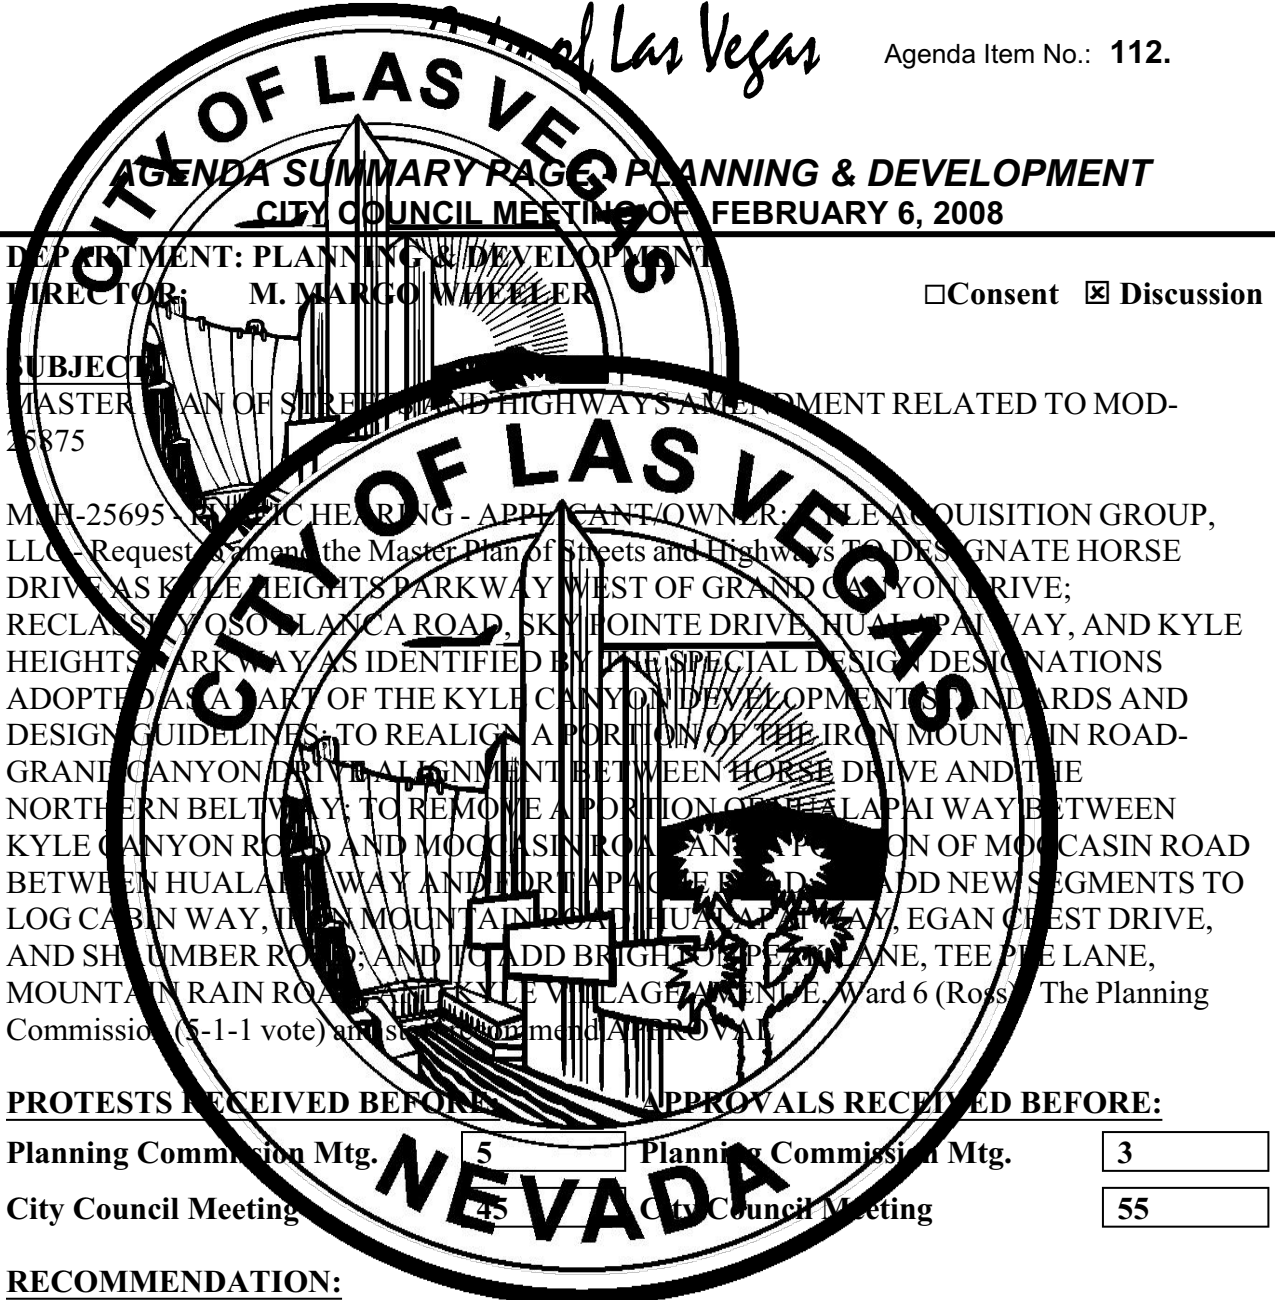 City of Las Vegas
Agenda Item No.: 112.
AGENDA SUMMARY PAGE - PLANNING & DEVELOPMENT
CITY COUNCIL MEETING OF: FEBRUARY 6, 2008
DEPARTMENT: PLANNING & DEVELOPMENT
DIRECTOR: M. MARGO WHEELER
□Consent ☒ Discussion
SUBJECT:
MASTER PLAN OF STREETS AND HIGHWAYS AMENDMENT RELATED TO MOD-
25875
MSH-25695 - PUBLIC HEARING - APPLICANT/OWNER: KYLE ACQUISITION GROUP,
LLC - Request to amend the Master Plan of Streets and Highways TO DESIGNATE HORSE
DRIVE AS KYLE HEIGHTS PARKWAY WEST OF GRAND CANYON DRIVE;
RECLASSIFY OSO BLANCA ROAD, SKY POINTE DRIVE, HUALAPAI WAY, AND KYLE
HEIGHTS PARKWAY AS IDENTIFIED BY THE SPECIAL DESIGN DESIGNATIONS
ADOPTED AS A PART OF THE KYLE CANYON DEVELOPMENT STANDARDS AND
DESIGN GUIDELINES; TO REALIGN A PORTION OF THE IRON MOUNTAIN ROAD-
GRAND CANYON DRIVE ALIGNMENT BETWEEN HORSE DRIVE AND THE
NORTHERN BELTWAY; TO REMOVE A PORTION OF HUALAPAI WAY BETWEEN
KYLE CANYON ROAD AND MOCCASIN ROAD AND A PORTION OF MOCCASIN ROAD
BETWEEN HUALAPAI WAY AND FORT APACHE ROAD; TO ADD NEW SEGMENTS TO
LOG CABIN WAY, IRON MOUNTAIN ROAD, HUALAPAI WAY, EGAN CREST DRIVE,
AND SHAUMBER ROAD; AND TO ADD BRIGHTON PEAK LANE, TEE PEE LANE,
MOUNTAIN RAIN ROAD, AND KYLE VILLAGE AVENUE, Ward 6 (Ross). The Planning
Commission (5-1-1 vote) and staff recommend APPROVAL
PROTESTS RECEIVED BEFORE: APPROVALS RECEIVED BEFORE:
Planning Commission Mtg. 5 Planning Commission Mtg. 3
City Council Meeting 45 City Council Meeting 55
RECOMMENDATION:
CITY OF LAS VEGAS
CITY OF LAS VEGAS
NEVADA